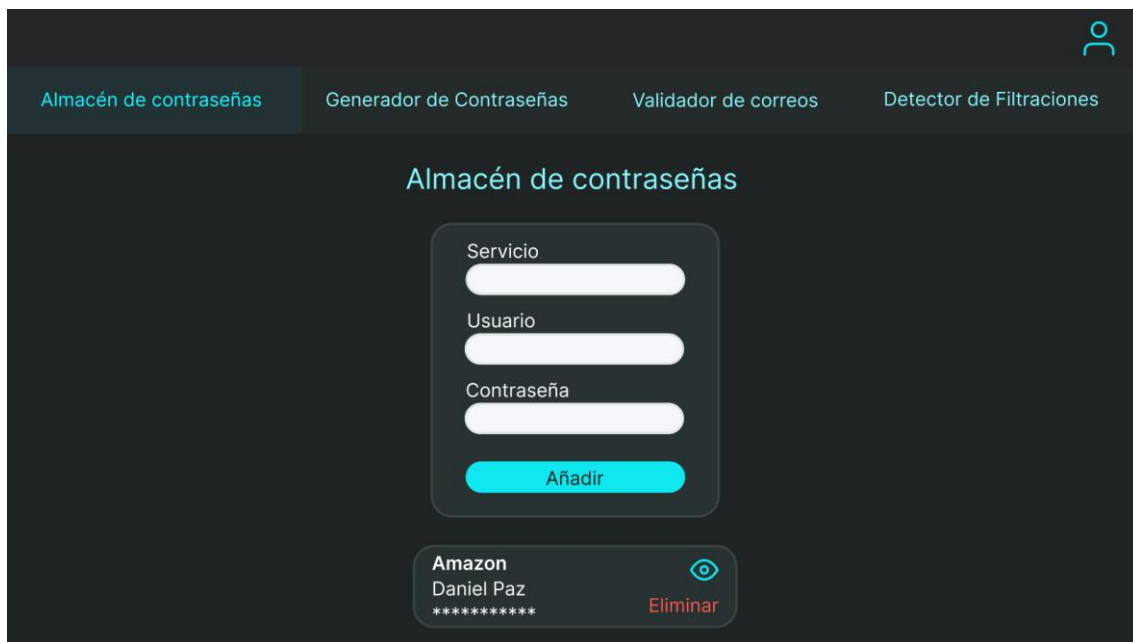 Almacén de contraseñas
Generador de Contraseñas
Validador de correos
Detector de Filtraciones
Almacén de contraseñas
Servicio
Usuario
Contraseña
Añadir
Amazon
Daniel Paz
***********
Eliminar